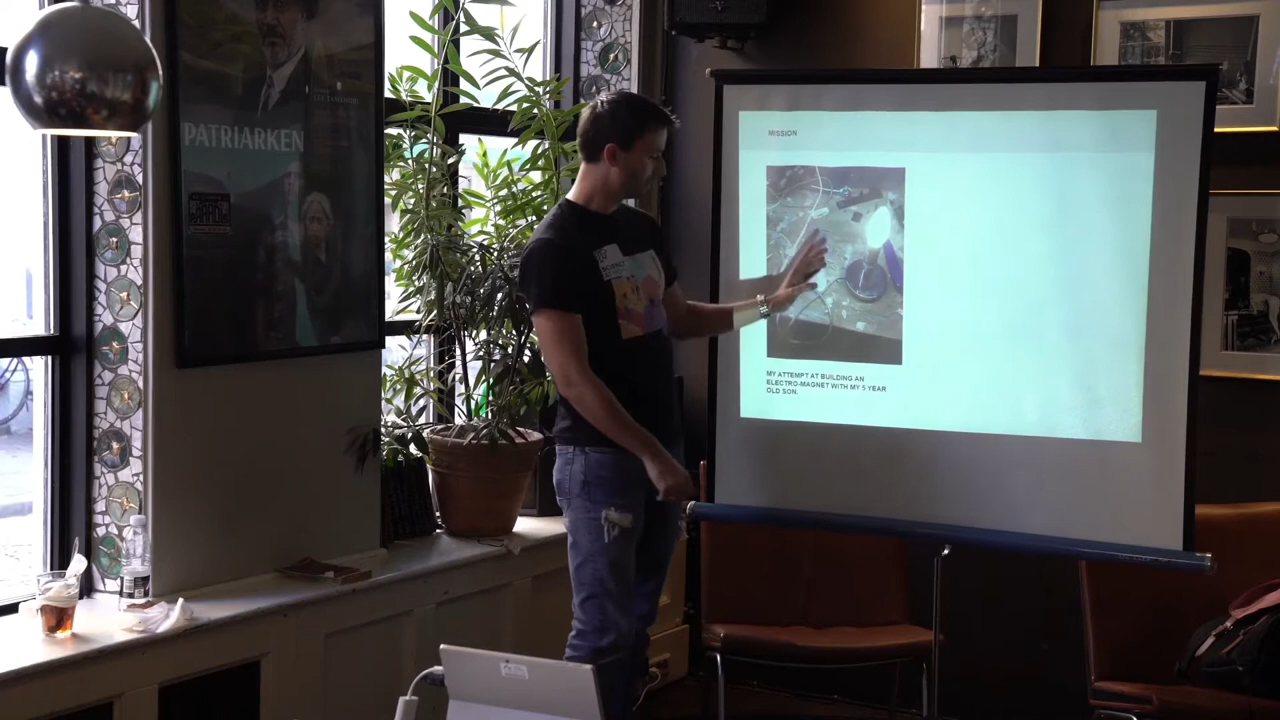 PATRIARKEN
MISSION
MY ATTEMPT AT BUILDING AN
ELECTRO-MAGNET WITH MY 5 YEAR
OLD SON.